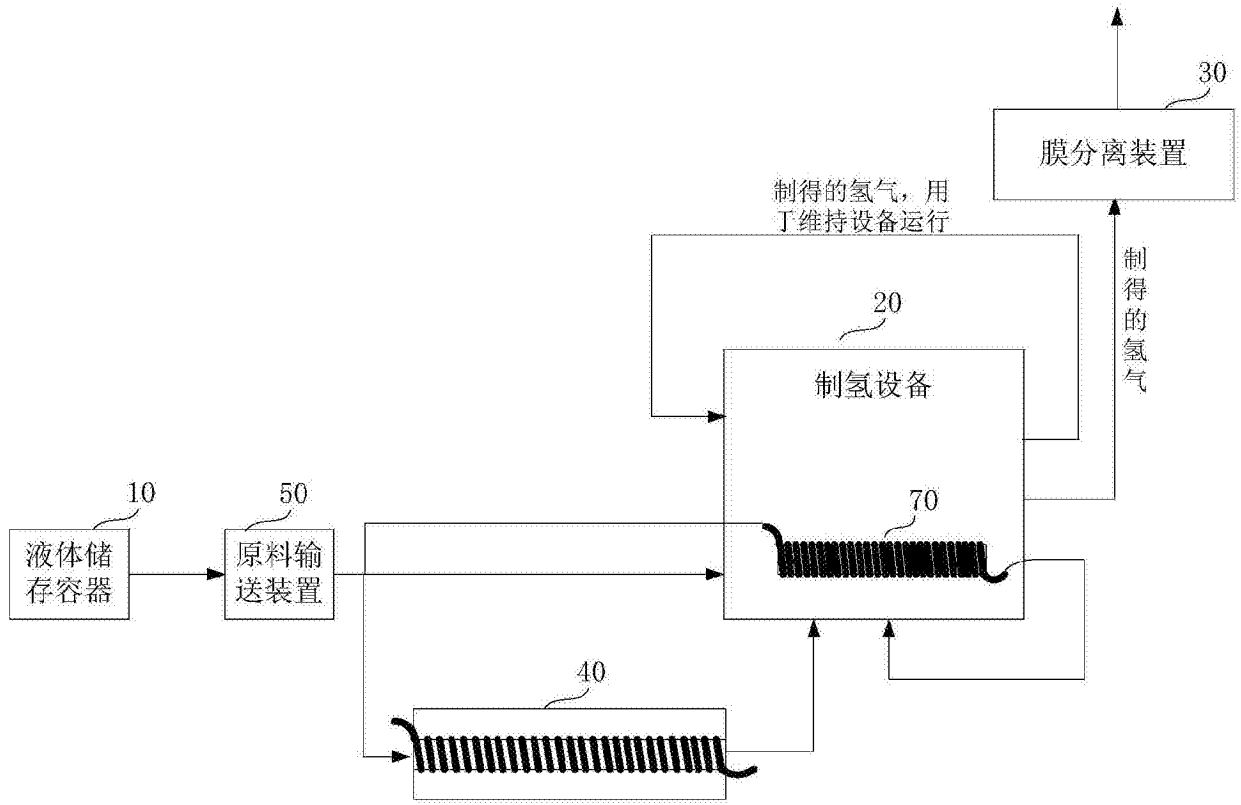 30
膜分离装置
制得的氢气，用
于维持设备运行
制
得
的
氢
气
20
制氢设备
10
50
70
液体储
存容器
原料输
送装置
40